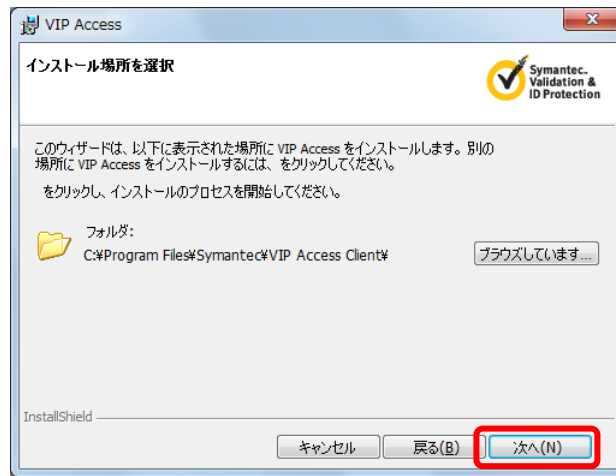 VIP Access
インストール場所を選択
Symantec.
Validation &
ID Protection
このウィザードは、以下に表示された場所に VIP Access をインストールします。別の
場所に VIP Access をインストールするには、をクリックしてください。
をクリックし、インストールのプロセスを開始してください。
フォルダ:
C:¥Program Files¥Symantec¥VIP Access Client¥
ブラウズしています...
InstallShield
キャンセル 戻る(B) 次へ(N)